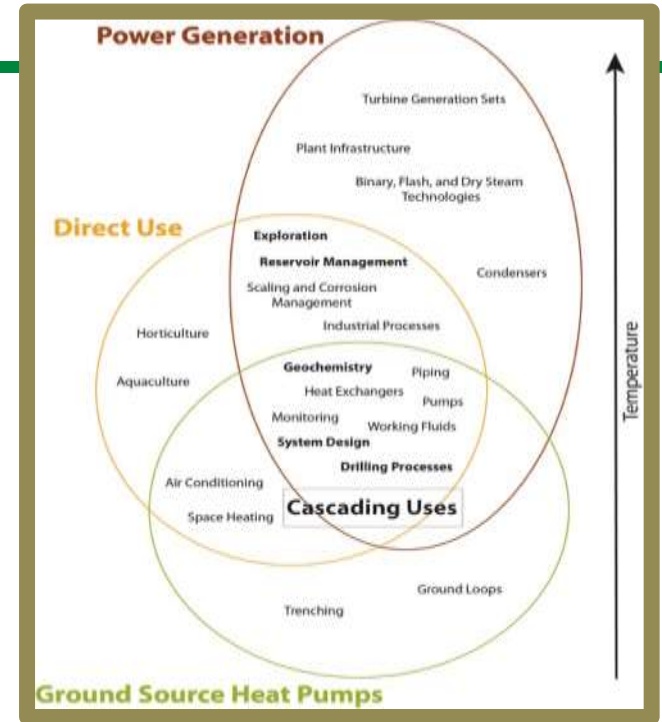 Power Generation
Turbine Generation Sets
Plant Infrastructure
Binary, Flash, and Dry Steam
Technologies
Direct Use
Exploration
Reservoir Management
Condensers
Scaling and Corrosion
Management
Horticulture
Industrial Processes
Geochemistry
Piping
Aquaculture
Heat Exchangers
Pumps
Monitoring
Working Fluids
System Design
Drilling Processes
Air Conditioning
Cascading Uses
Space Heating
Ground Loops
Trenching
Ground Source Heat Pumps
Temperature